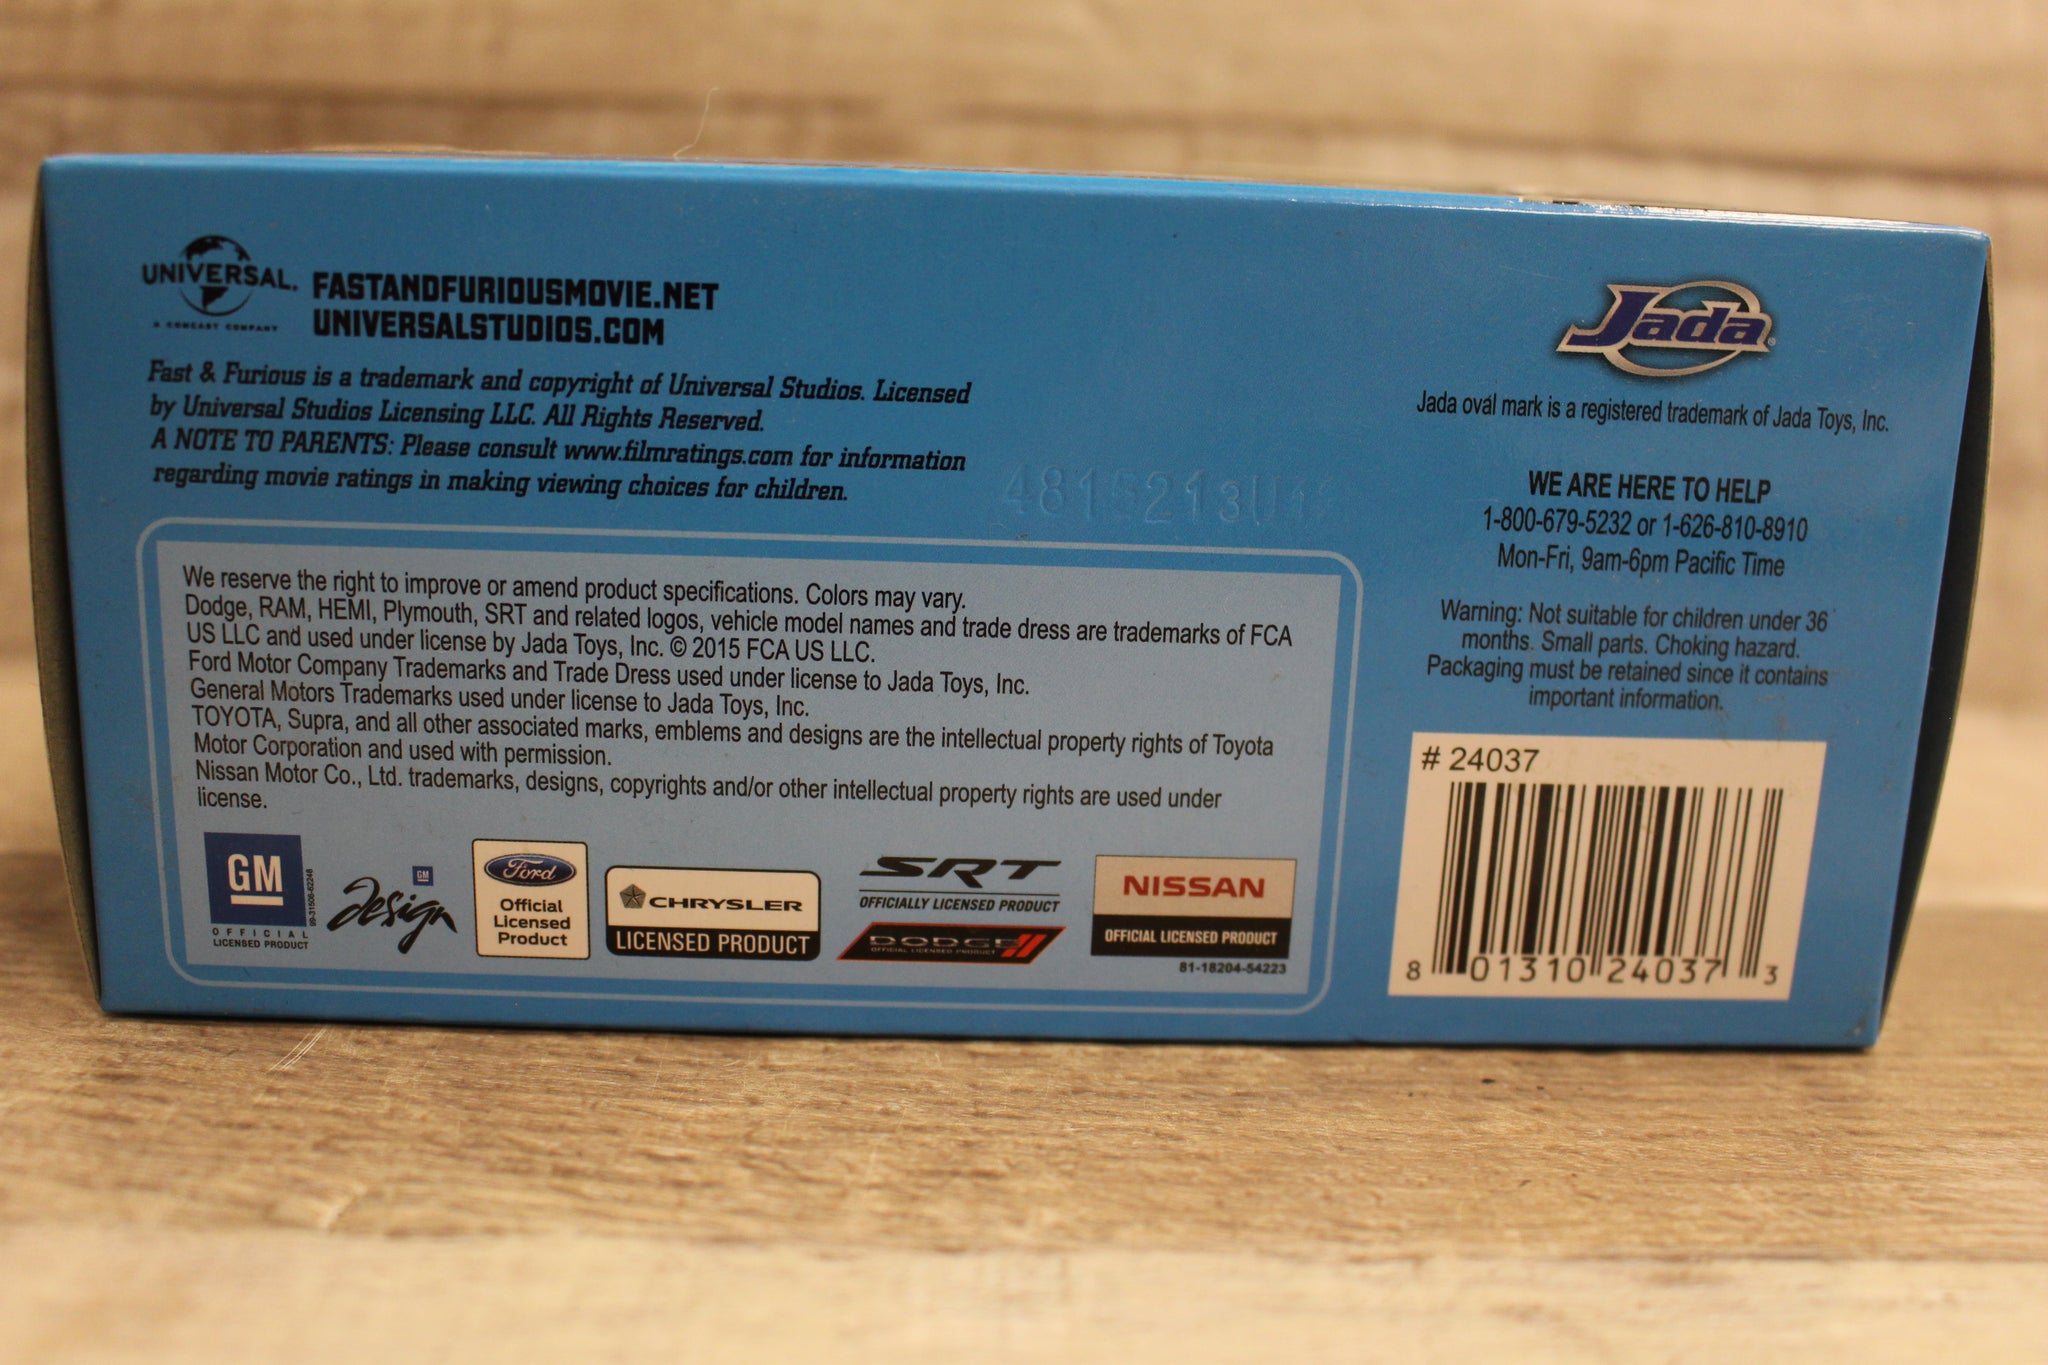 UNIVERSAL
A COMCAST COMPANY
FASTANDFURIOUSMOVIE.NET
UNIVERSALSTUDIOS.COM
Fast & Furious is a trademark and copyright of Universal Studios. Licensed
by Universal Studios Licensing LLC. All Rights Reserved.
A NOTE TO PARENTS: Please consult www.filmratings.com for information
regarding movie ratings in making viewing choices for children.
We reserve the right to improve or amend product specifications. Colors may vary.
Dodge, RAM, HEMI, Plymouth, SRT and related logos, vehicle model names and trade dress are trademarks of FCA
US LLC and used under license by Jada Toys, Inc. © 2015 FCA US LLC.
Ford Motor Company Trademarks and Trade Dress used under license to Jada Toys, Inc.
General Motors Trademarks used under license to Jada Toys, Inc.
TOYOTA, Supra, and all other associated marks, emblems and designs are the intellectual property rights of Toyota
Motor Corporation and used with permission.
Nissan Motor Co., Ltd. trademarks, designs, copyrights and/or other intellectual property rights are used under
license.
GM
OFFICIAL
LICENSED PRODUCT
GM
design
Ford
Official
Licensed
Product
CHRYSLER
LICENSED PRODUCT
SRT
OFFICIALLY LICENSED PRODUCT
DODGE
OFFICIAL LICENSED PRODUCT
NISSAN
OFFICIAL LICENSED PRODUCT
81-18204-54223
Jada
Jada oval mark is a registered trademark of Jada Toys, Inc.
WE ARE HERE TO HELP
1-800-679-5232 or 1-626-810-8910
Mon-Fri, 9am-6pm Pacific Time
Warning: Not suitable for children under 36
months. Small parts. Choking hazard.
Packaging must be retained since it contains
important information.
# 24037
8 01310 24037 3